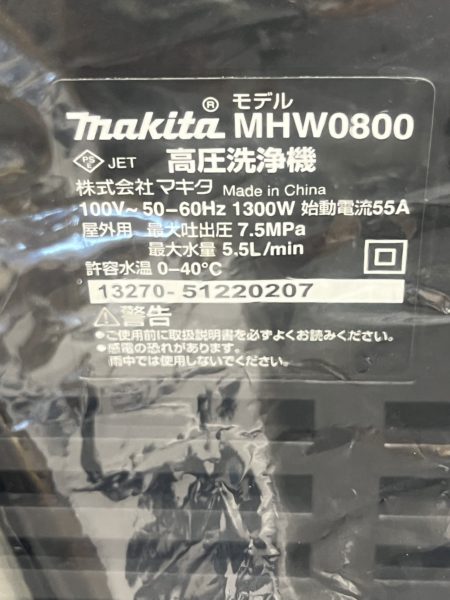 モデル
makita® MHW0800
PSE JET 高圧洗浄機
株式会社マキタ Made in China
100V~50-60Hz 1300W 始動電流55A
屋外用 最大吐出圧 7.5MPa
最大水量 5.5L/min
許容水温 0-40℃
13270-51220207
⚠警告
●ご使用前に取扱説明書を必ずよくお読みください。
●感電の恐れがあります。
雨中では使用しないでください。